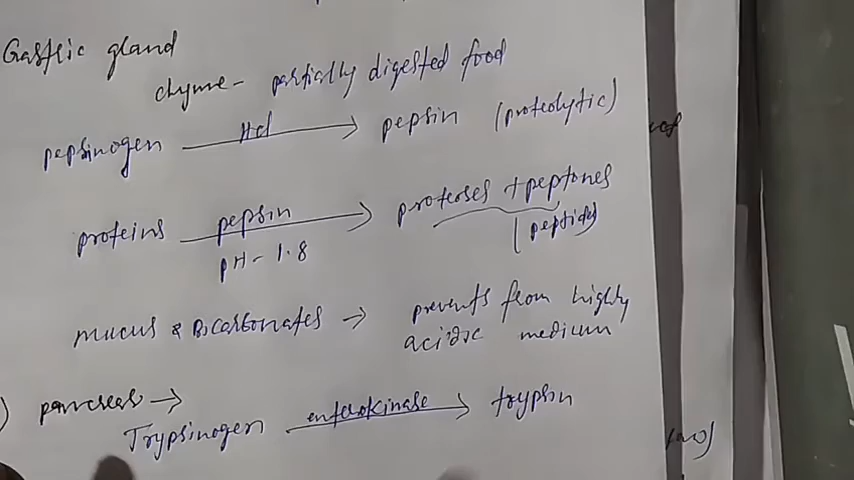 Gastric gland
chyme - partially digested food
pepsinogen HCl → pepsin (proteolytic)
proteins pepsin → proteoses + peptones
pH - 1.8 (peptides)
mucus & Bicarbonates → prevents from highly
acidic medium
) pancreas →
Trypsinogen enterokinase → trypsin